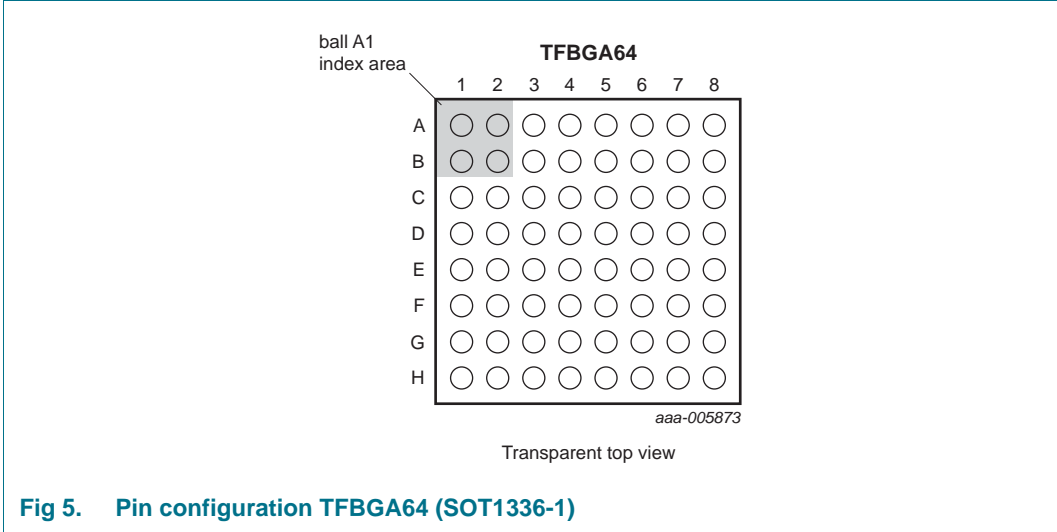 ball A1
index area
TFBGA64
1 2 3 4 5 6 7 8
A
B
C
D
E
F
G
H
aaa-005873
Transparent top view
Fig 5. Pin configuration TFBGA64 (SOT1336-1)